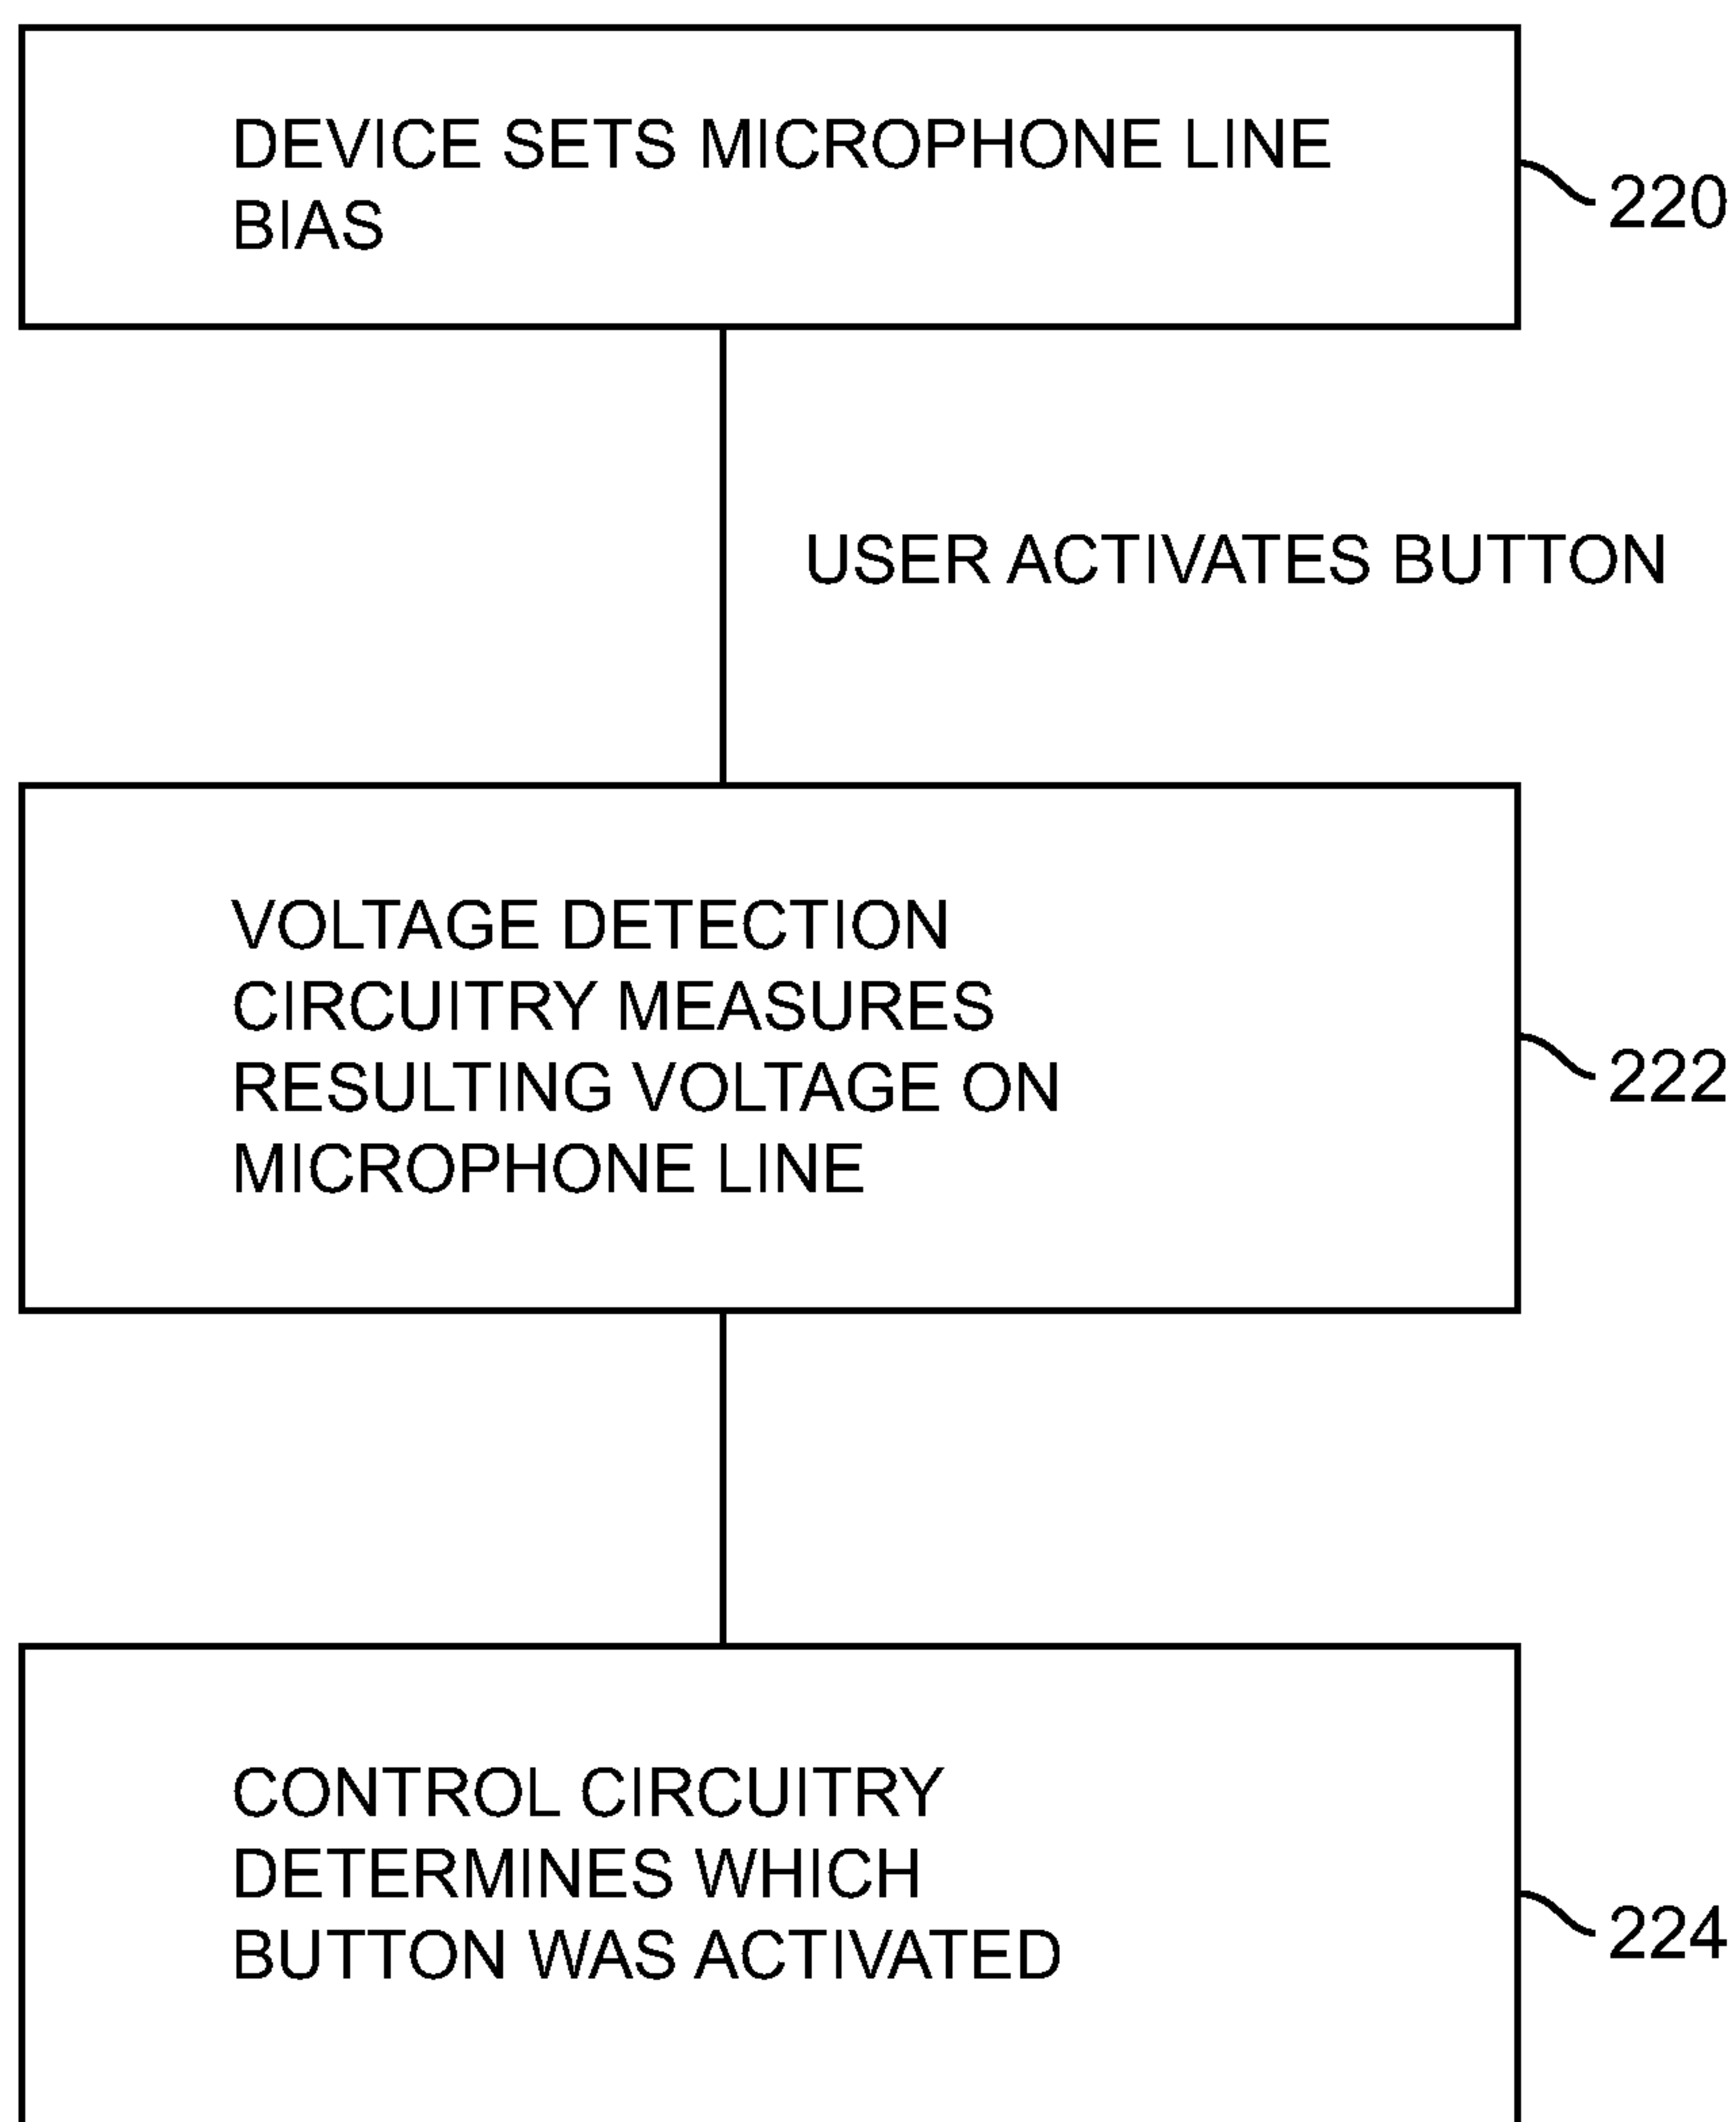 DEVICE SETS MICROPHONE LINE
BIAS
220
USER ACTIVATES BUTTON
VOLTAGE DETECTION
CIRCUITRY MEASURES
RESULTING VOLTAGE ON
MICROPHONE LINE
222
CONTROL CIRCUITRY
DETERMINES WHICH
BUTTON WAS ACTIVATED
224